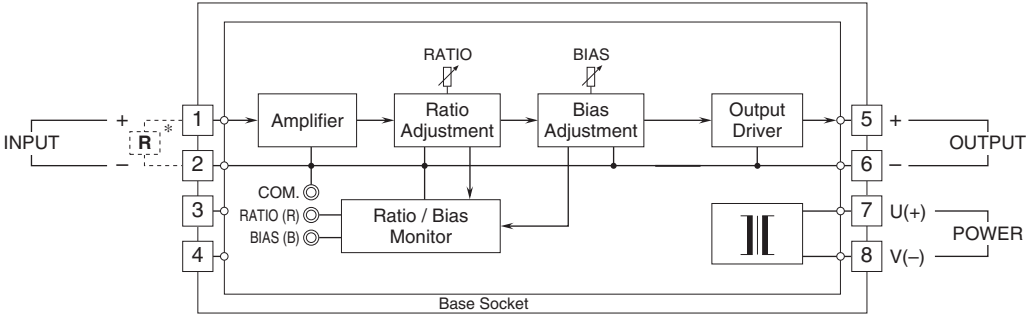 RATIO
BIAS
INPUT
+
–
R
*
1
2
3
4
Amplifier
Ratio
Adjustment
Bias
Adjustment
Output
Driver
COM.
RATIO (R)
BIAS (B)
Ratio / Bias
Monitor
5
6
7
8
+
–
U(+)
V(–)
OUTPUT
POWER
Base Socket